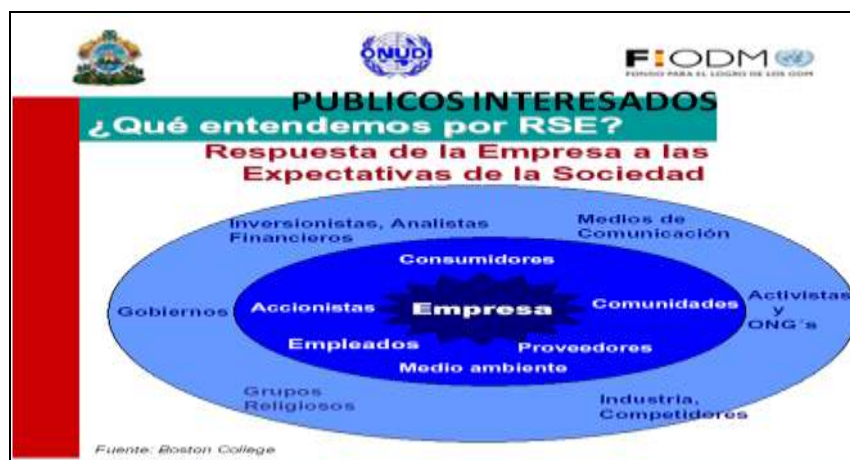 ONUDI
FIODM
FONDO PARA EL LOGRO DE LOS ODM
PUBLICOS INTERESADOS
¿Qué entendemos por RSE?
Respuesta de la Empresa a las
Expectativas de la Sociedad
Inversionistas, Analistas
Financieros
Medios de
Comunicación
Consumidores
Gobiernos
Accionistas
Empresa
Comunidades
Activistas
y
ONG´s
Empleados
Proveedores
Medio ambiente
Grupos
Religiosos
Industria,
Competidores
Fuente: Boston College